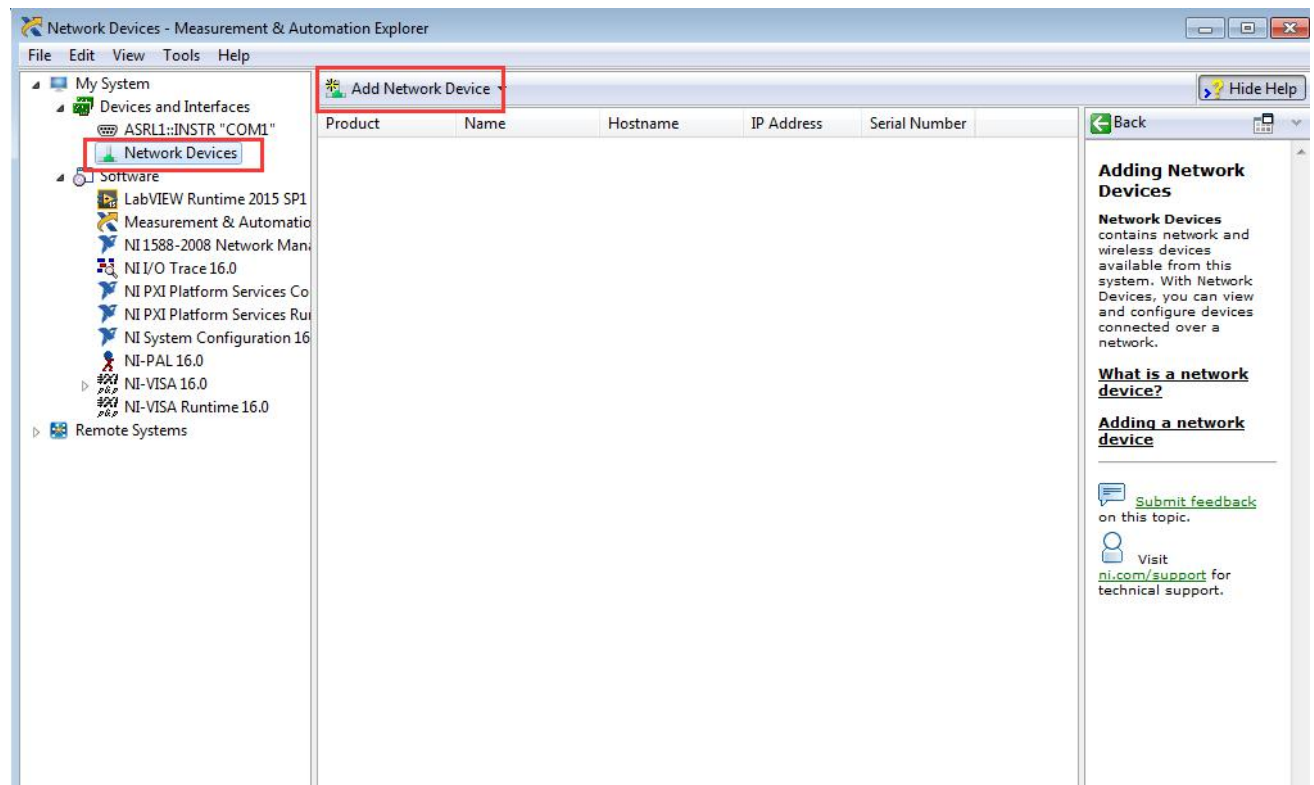 Network Devices - Measurement & Automation Explorer
File Edit View Tools Help
My System
Devices and Interfaces
ASRL1::INSTR "COM1"
Network Devices
Software
LabVIEW Runtime 2015 SP1
Measurement & Automatio
NI 1588-2008 Network Mana
NI I/O Trace 16.0
NI PXI Platform Services Co
NI PXI Platform Services Ru
NI System Configuration 16
NI-PAL 16.0
NI-VISA 16.0
NI-VISA Runtime 16.0
Remote Systems
Add Network Device
Hide Help
Product Name Hostname IP Address Serial Number
Back
Adding Network
Devices
Network Devices
contains network and
wireless devices
available from this
system. With Network
Devices, you can view
and configure devices
connected over a
network.
What is a network
device?
Adding a network
device
Submit feedback
on this topic.
Visit
ni.com/support for
technical support.